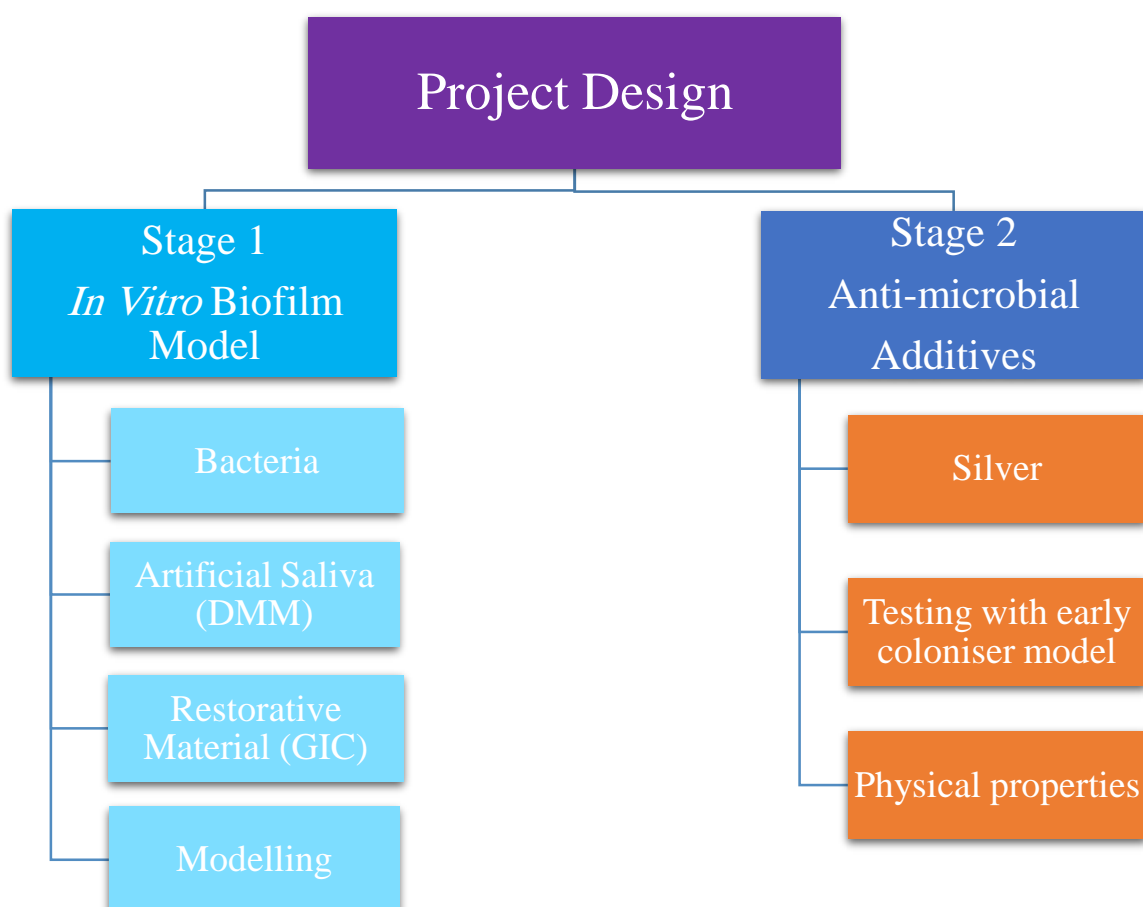 Project Design
Stage 1
In Vitro Biofilm
Model
Bacteria
Artificial Saliva
(DMM)
Restorative
Material (GIC)
Modelling
Stage 2
Anti-microbial
Additives
Silver
Testing with early
coloniser model
Physical properties